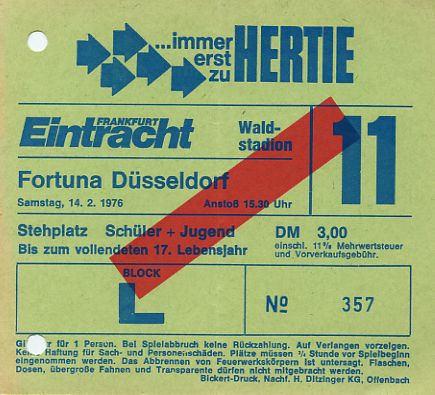 ...immer
erst
zu HERTIE
FRANKFURT
Eintracht
Wald-
stadion
11
Fortuna Düsseldorf
Samstag, 14. 2. 1976 Anstoß 15.30 Uhr
Stehplatz Schüler + Jugend DM 3,00
Bis zum vollendeten 17. Lebensjahr
einschl. 11% Mehrwertsteuer
und Vorverkaufsgebühr.
BLOCK
L
Nº 357
für 1 Person. Bei Spielabbruch keine Rückzahlung. Auf Verlangen vorzeigen.
Keine Haftung für Sach- und Personenschäden. Plätze müssen ¾ Stunde vor Spielbeginn
eingenommen werden. Das Abbrennen von Feuerwerkskörpern ist untersagt. Flaschen,
Dosen, übergroße Fahnen und Transparente dürfen nicht mitgebracht werden.
Bickert-Druck, Nachf. H. Ditzinger KG, Offenbach